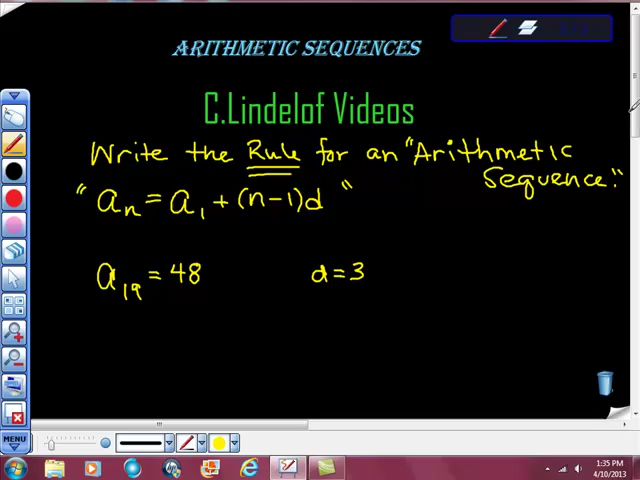 ARITHMETIC SEQUENCES
C.Lindelof Videos
Write the Rule for an "Arithmetic
Sequence."
"aₙ = a₁ + (n-1)d"
a₁₉ = 48 d = 3
MENU
1:35 PM
4/10/2013